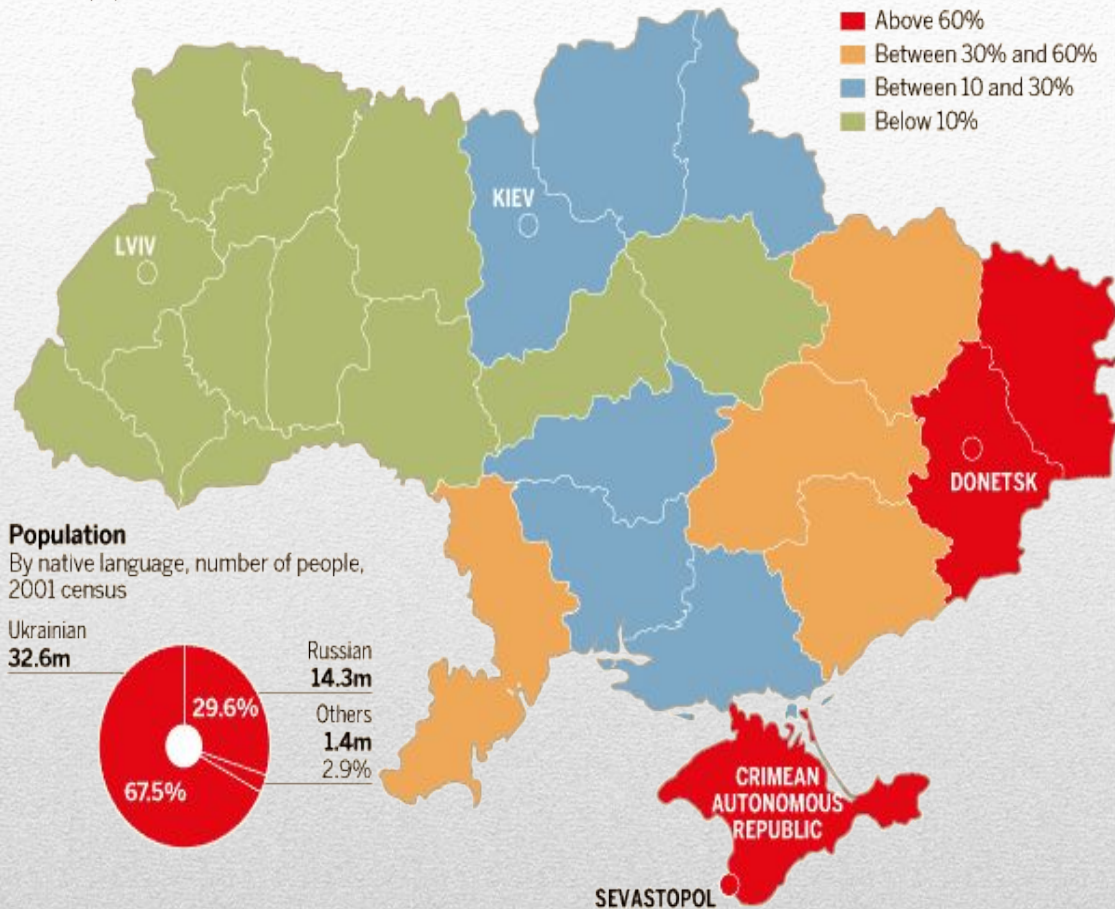 Above 60%
Between 30% and 60%
Between 10 and 30%
Below 10%
KIEV
LVIV
DONETSK
Population
By native language, number of people,
2001 census
Ukrainian
32.6m
Russian
14.3m
29.6%
Others
1.4m
2.9%
67.5%
CRIMEAN
AUTONOMOUS
REPUBLIC
SEVASTOPOL